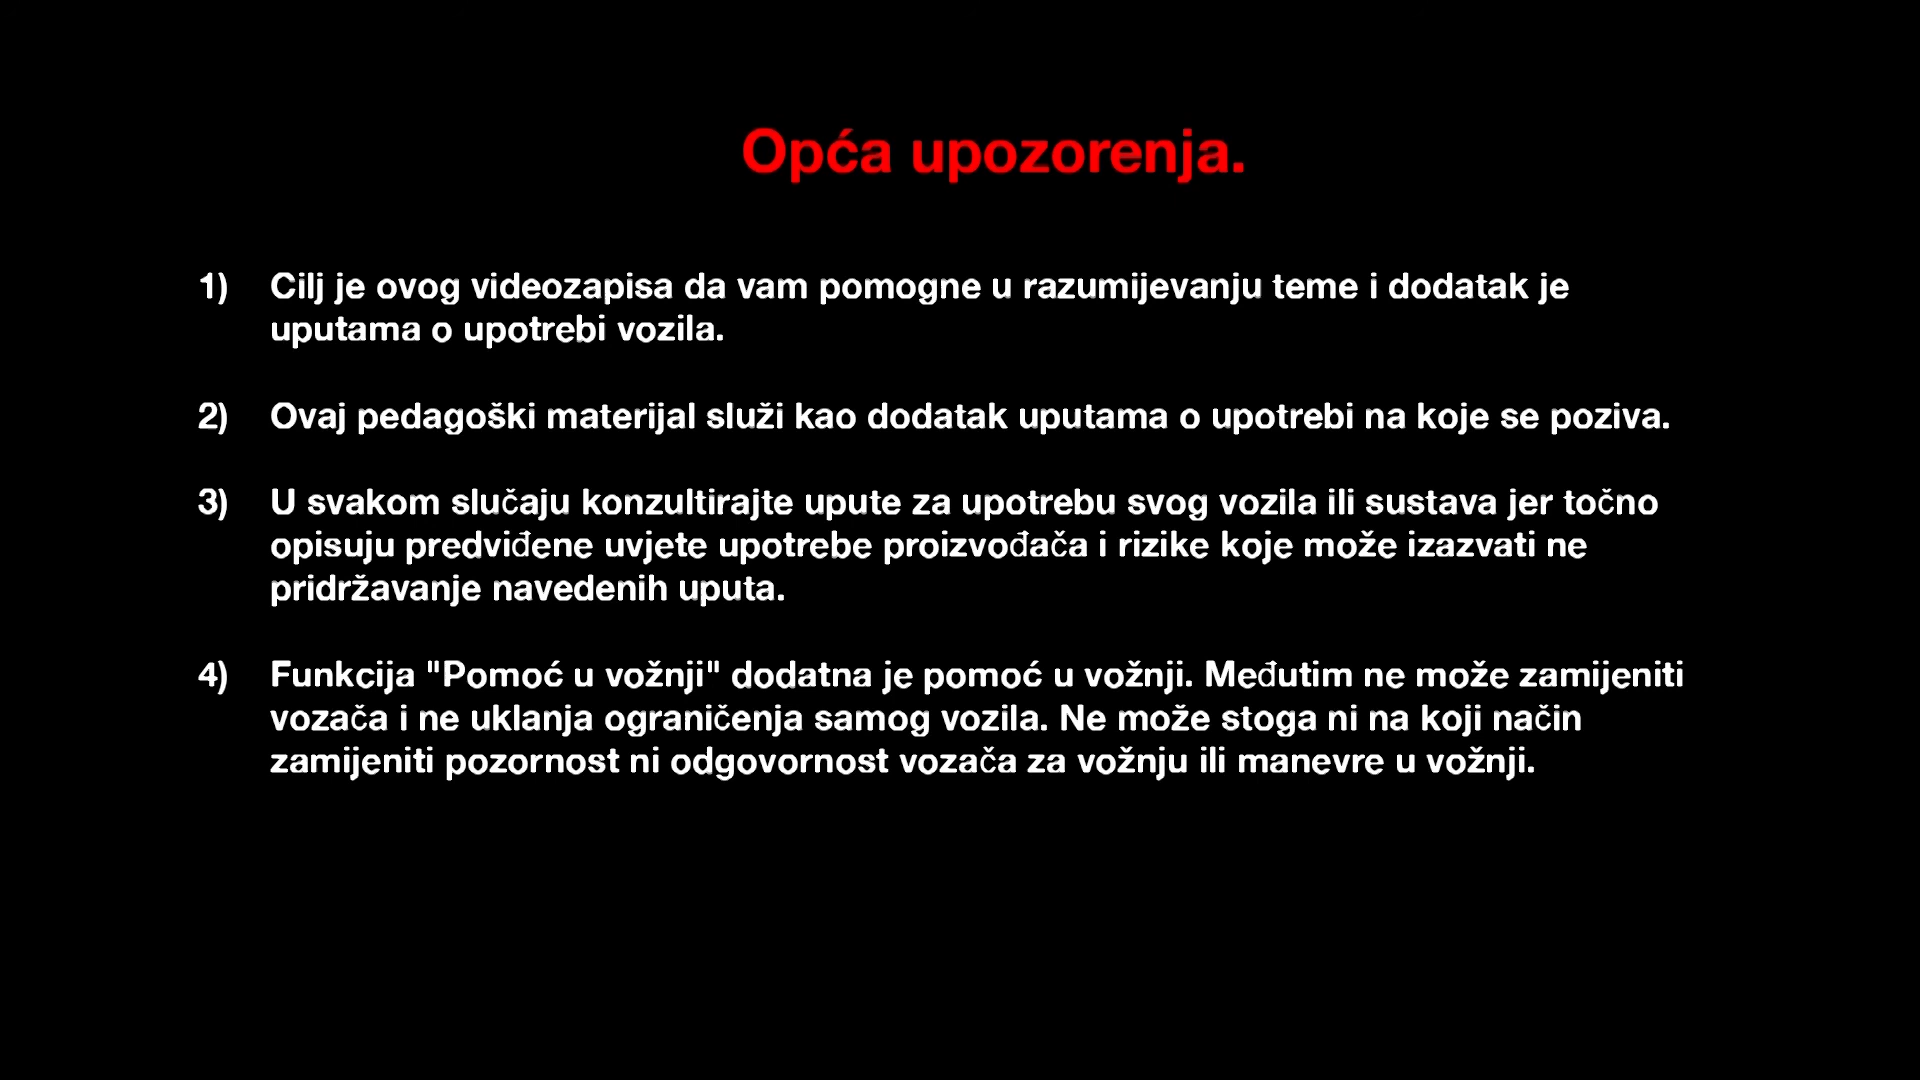 Opća upozorenja.
1) Cilj je ovog videozapisa da vam pomogne u razumijevanju teme i dodatak je
uputama o upotrebi vozila.
2) Ovaj pedagoški materijal služi kao dodatak uputama o upotrebi na koje se poziva.
3) U svakom slučaju konzultirajte upute za upotrebu svog vozila ili sustava jer točno
opisuju predviđene uvjete upotrebe proizvođača i rizike koje može izazvati ne
pridržavanje navedenih uputa.
4) Funkcija "Pomoć u vožnji" dodatna je pomoć u vožnji. Međutim ne može zamijeniti
vozača i ne uklanja ograničenja samog vozila. Ne može stoga ni na koji način
zamijeniti pozornost ni odgovornost vozača za vožnju ili manevre u vožnji.